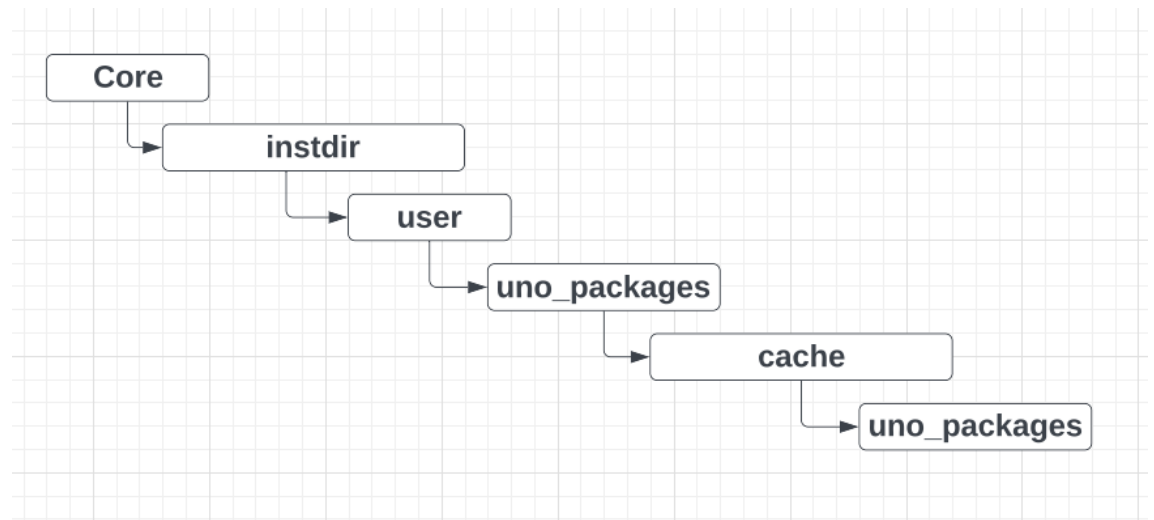 Core
instdir
user
uno_packages
cache
uno_packages